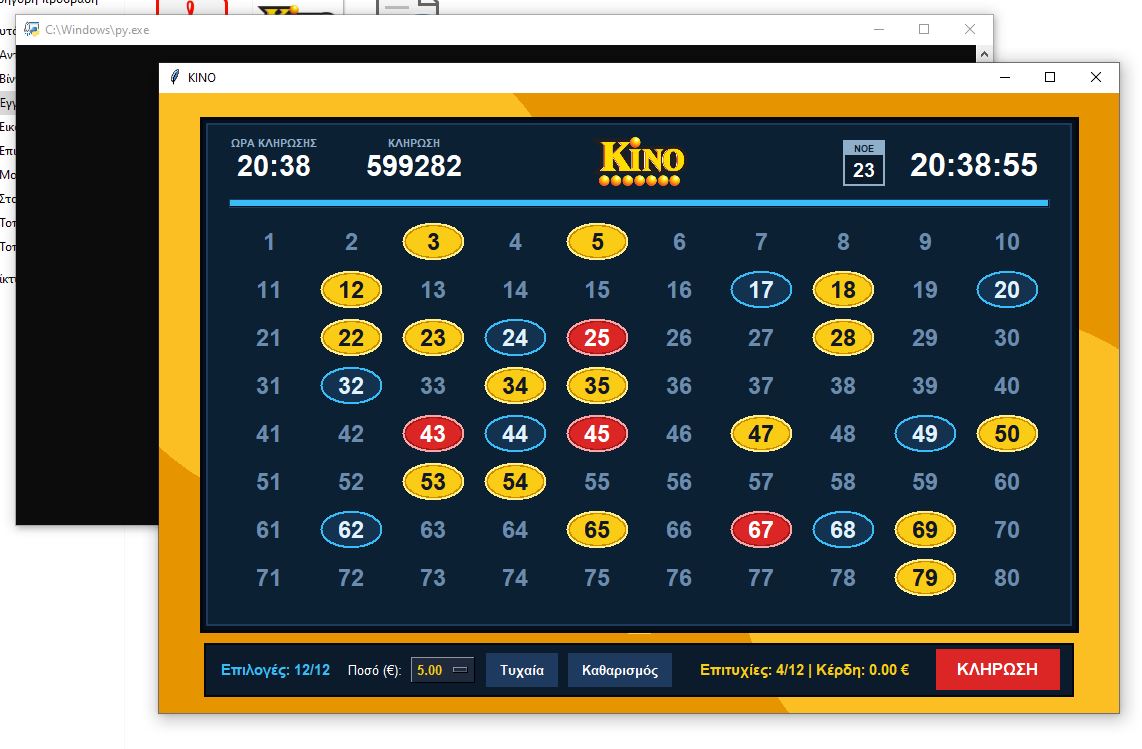 C:\Windows\py.exe
KINO
ΩΡΑ ΚΛΗΡΩΣΗΣ
20:38
ΚΛΗΡΩΣΗ
599282
KINO
ΝΟΕ
23
20:38:55
1 2 3 4 5 6 7 8 9 10
11 12 13 14 15 16 17 18 19 20
21 22 23 24 25 26 27 28 29 30
31 32 33 34 35 36 37 38 39 40
41 42 43 44 45 46 47 48 49 50
51 52 53 54 55 56 57 58 59 60
61 62 63 64 65 66 67 68 69 70
71 72 73 74 75 76 77 78 79 80
Επιλογές: 12/12 Ποσό (€): 5.00 Τυχαία Καθαρισμός Επιτυχίες: 4/12 | Κέρδη: 0.00 € ΚΛΗΡΩΣΗ